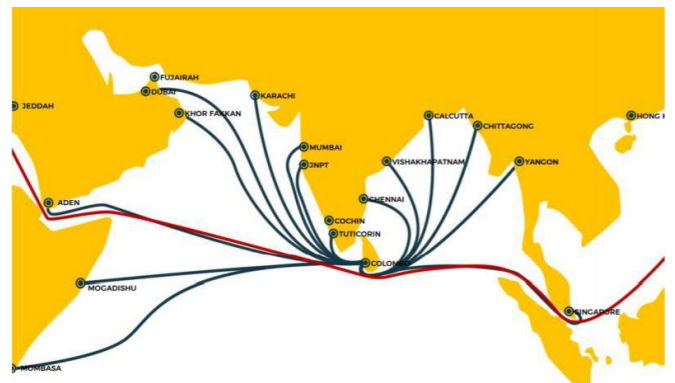 FUJAIRAH
DUBAI
KARACHI
JEDDAH
KHOR FAKKAN
CALCUTTA
HONG K
CHITTAGONG
MUMBAI
JNPT
VISHAKHAPATNAM
YANGON
ADEN
CHENNAI
COCHIN
TUTICORIN
COLOMBO
MOGADISHU
SINGAPORE
MOMBASA